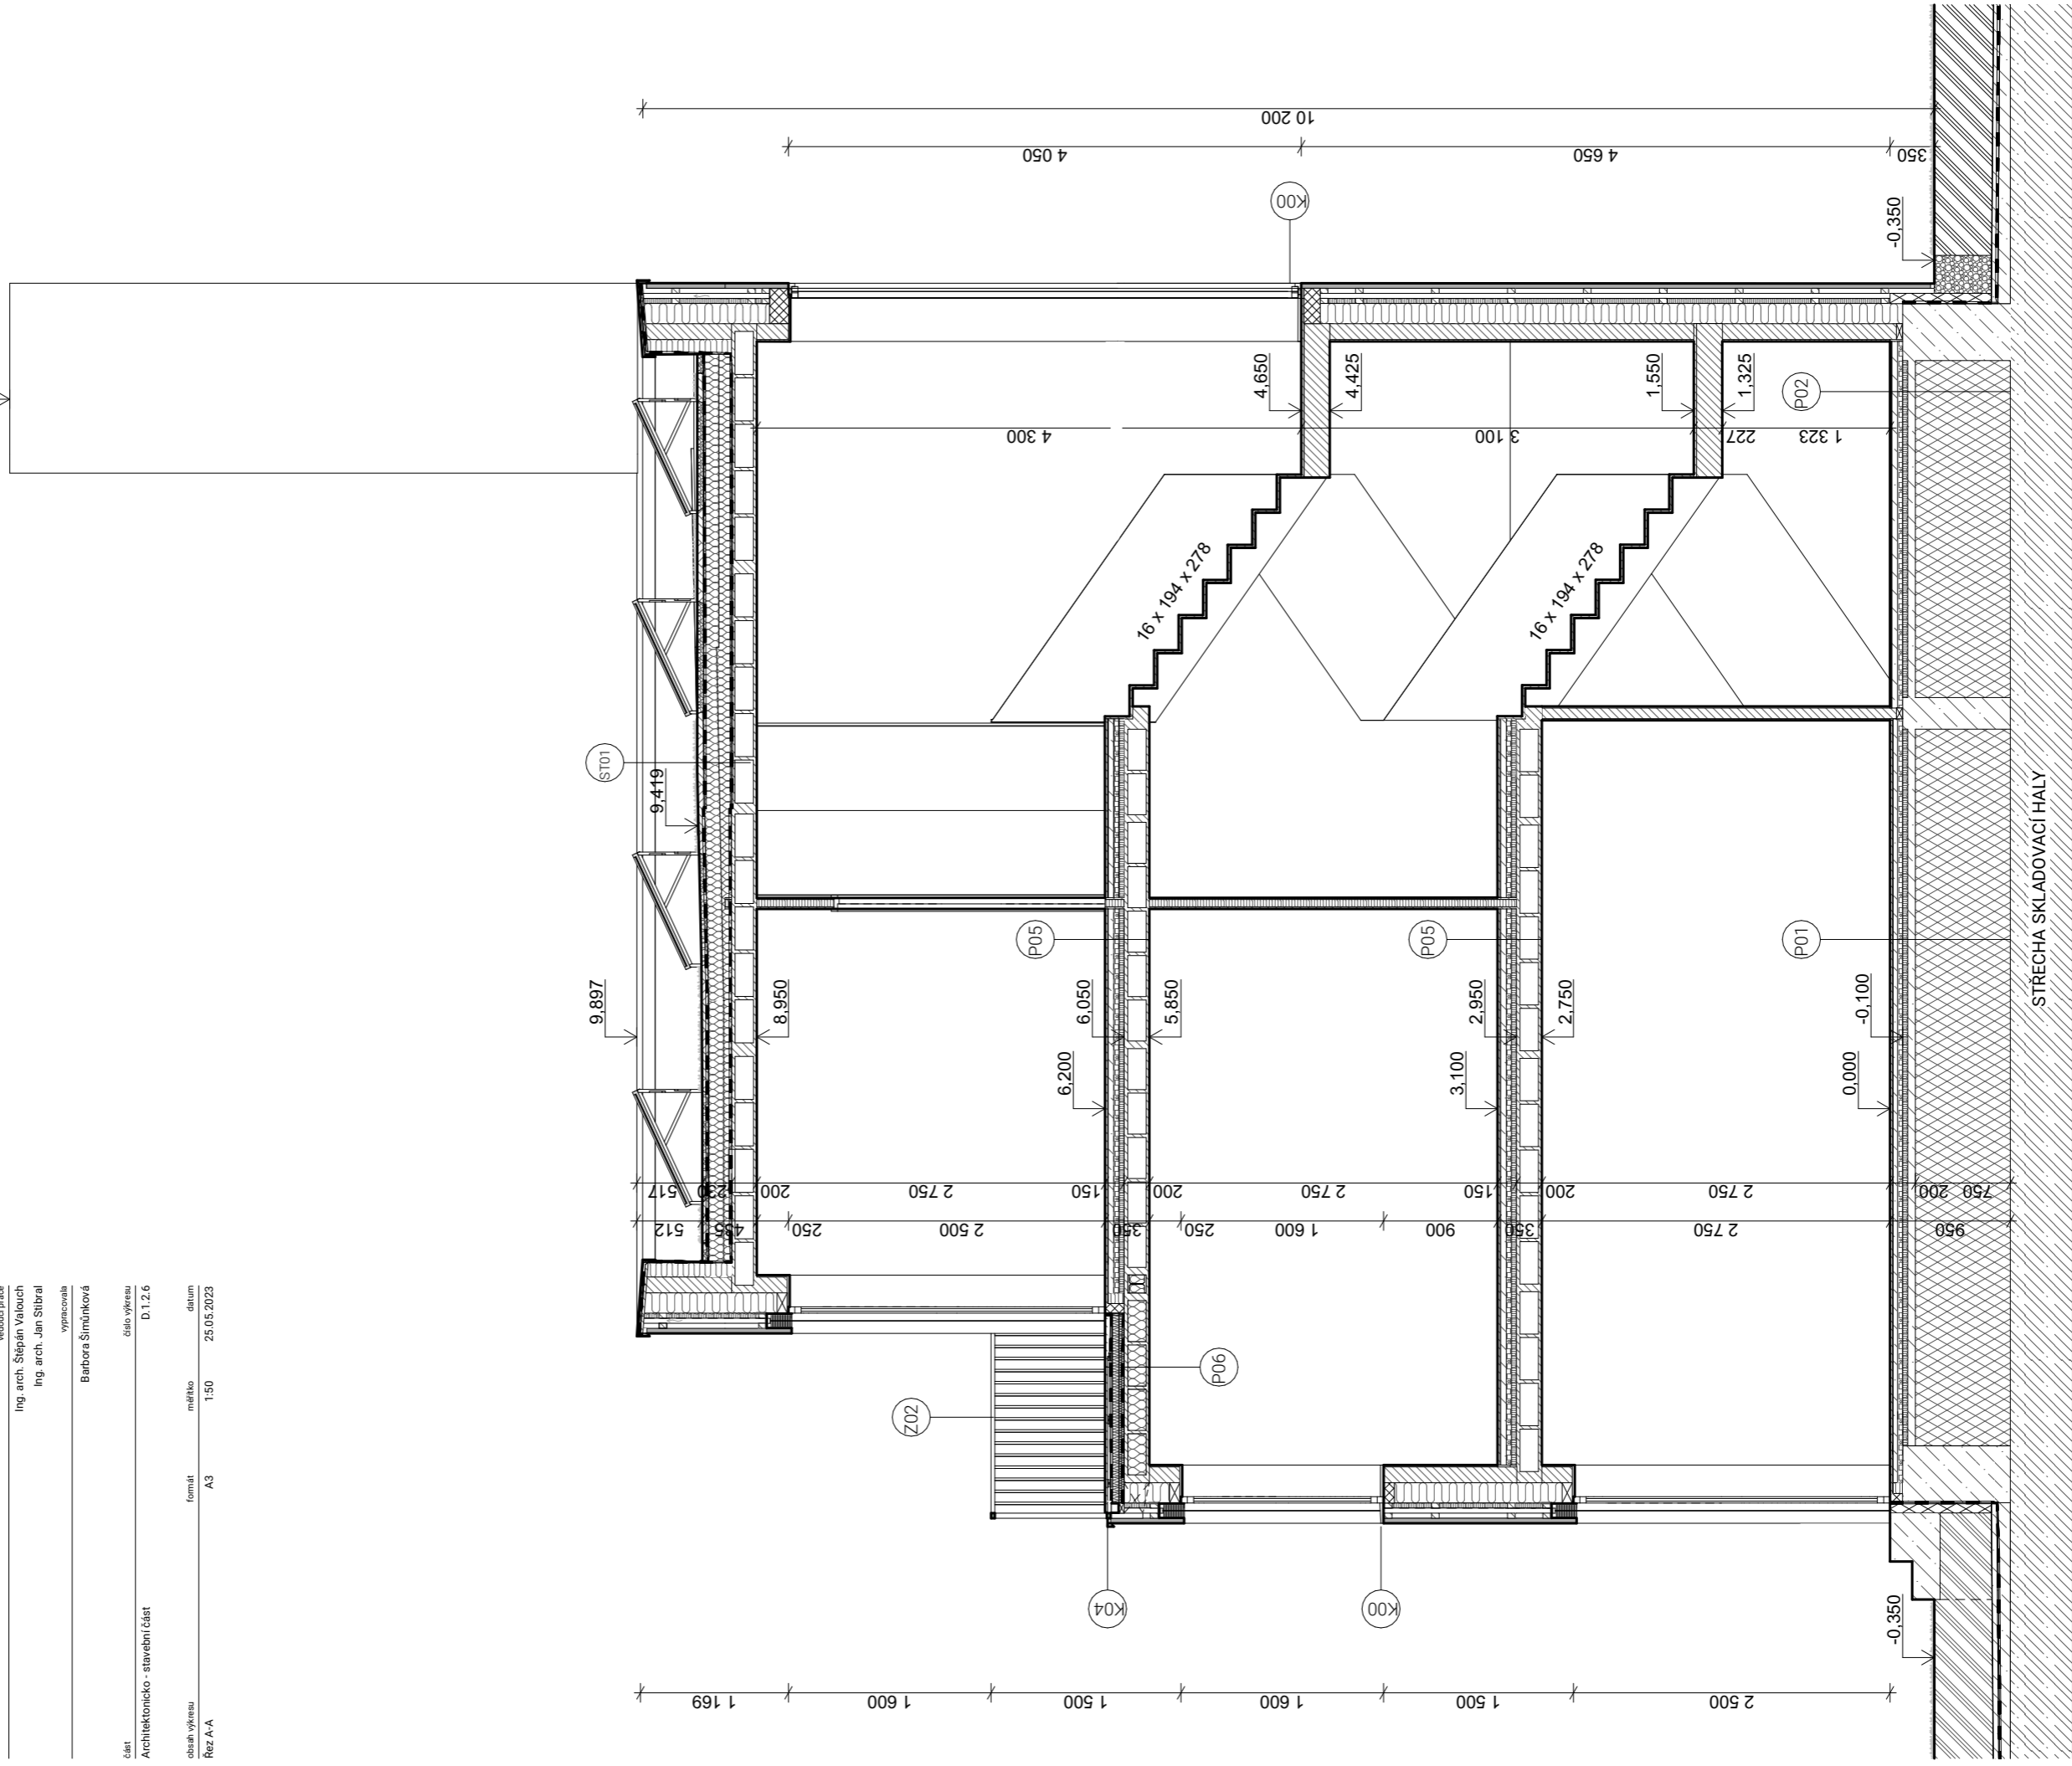 vedoucí práce
Ing. arch. Štěpán Valouch
Ing. arch. Jan Stibral
vypracovala
Barbora Šimůnková
část
číslo výkresu
Architektonicko - stavební část
D.1.2.6
obsah výkresu
formát
měřítko
datum
Řez A-A
A3
1:50
25.05.2023
10 200
4 050
4 650
350
K00
-0,350
4,650
4,425
1,550
1,325
P02
4 300
3 100
227
1 323
16 x 194 x 278
16 x 194 x 278
ST01
9,419
9,897
8,950
P05
P05
P01
6,050
5,850
2,950
2,750
-0,100
6,200
3,100
0,000
STŘECHA SKLADOVACÍ HALY
517
230
200
2 750
150
200
2 750
150
200
2 750
200
750
512
435
250
2 500
350
250
1 600
900
350
2 750
950
Z02
P06
K04
K00
-0,350
1 169
1 600
1 500
1 600
1 500
2 500